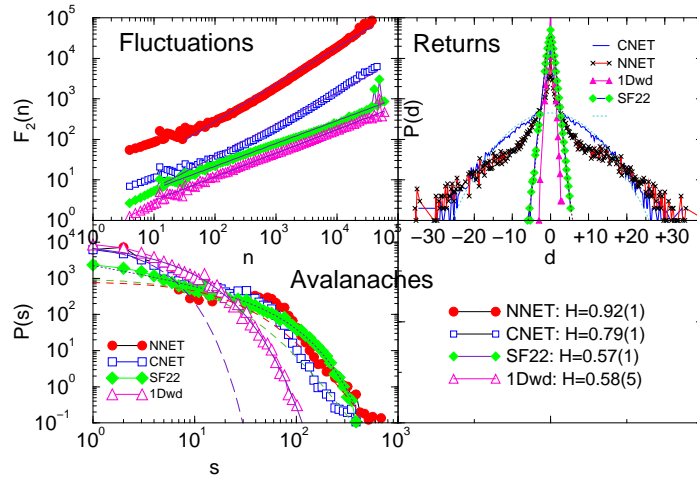 Fluctuations
F2(n)
10^5
10^4
10^3
10^2
10^1
10^0
10^0 10^1 10^2 10^3 10^4 10^5
n
Returns
P(d)
CNET
NNET
1Dwd
SF22
−30 −20 −10 0 +10 +20 +30
d
Avalanaches
P(s)
10^4
10^3
10^2
10^1
10^0
10^-1
NNET
CNET
SF22
1Dwd
10^0 10^1 10^2 10^3
s
NNET: H=0.92(1)
CNET: H=0.79(1)
SF22: H=0.57(1)
1Dwd: H=0.58(5)